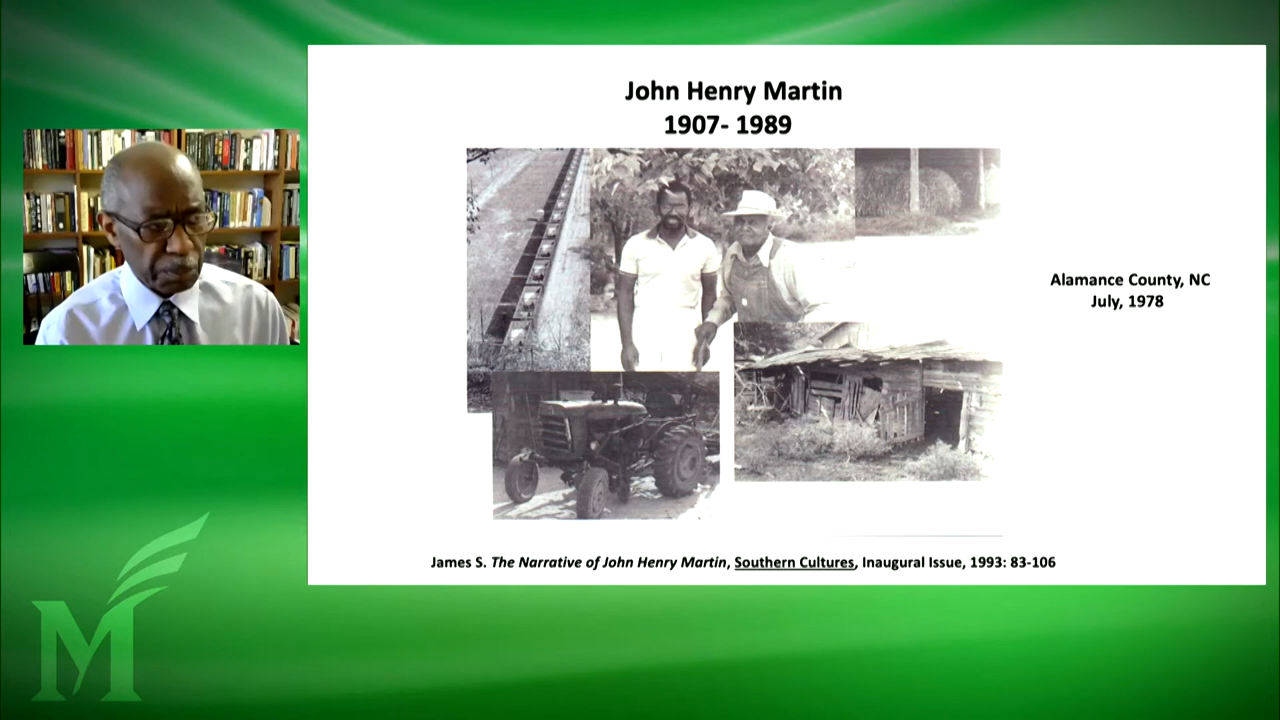 John Henry Martin
1907- 1989
Alamance County, NC
July, 1978
James S. The Narrative of John Henry Martin, Southern Cultures, Inaugural Issue, 1993: 83-106
M